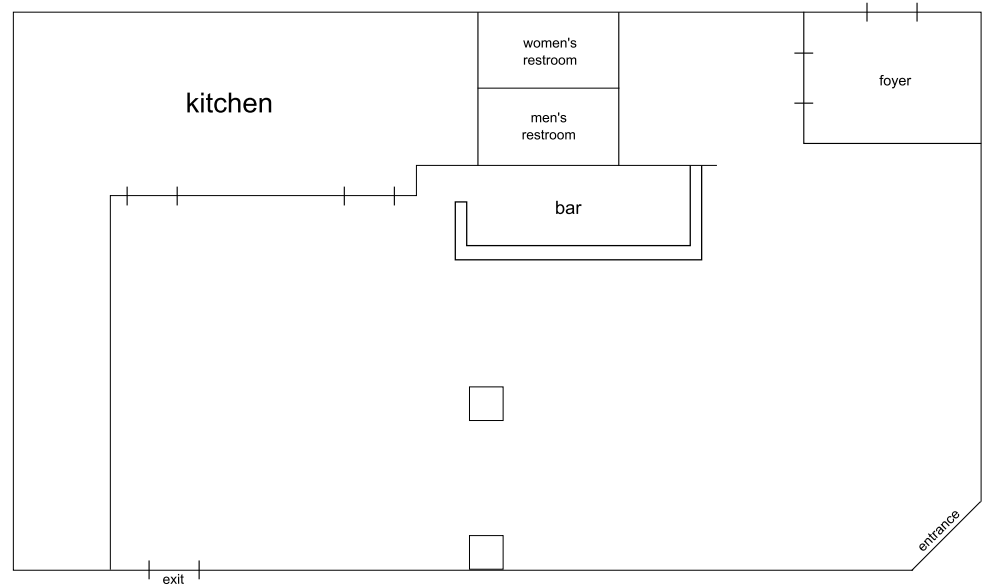 women's
restroom
foyer
kitchen
men's
restroom
bar
entrance
exit